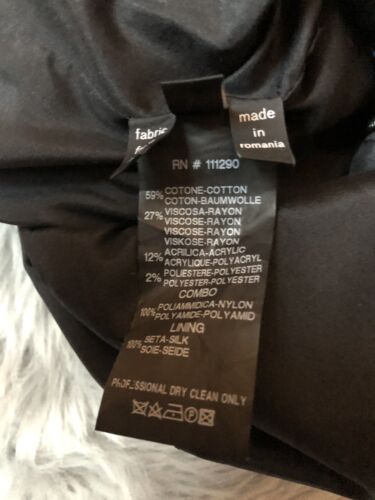 fabric
made
in
romania
RN # 111290
59% COTONE-COTTON
COTON-BAUMWOLLE
27% VISCOSA-RAYON
VISCOSE-RAYON
VISCOSE-RAYON
VISKOSE-RAYON
12% ACRILICA-ACRYLIC
ACRYLIQUE-POLYACRYL
2% POLIESTERE-POLYESTER
POLYESTER-POLYESTER
COMBO
100% POLIAMMIDICA-NYLON
POLYAMIDE-POLYAMID
LINING
100% SETA-SILK
SOIE-SEIDE
PROFESSIONAL DRY CLEAN ONLY